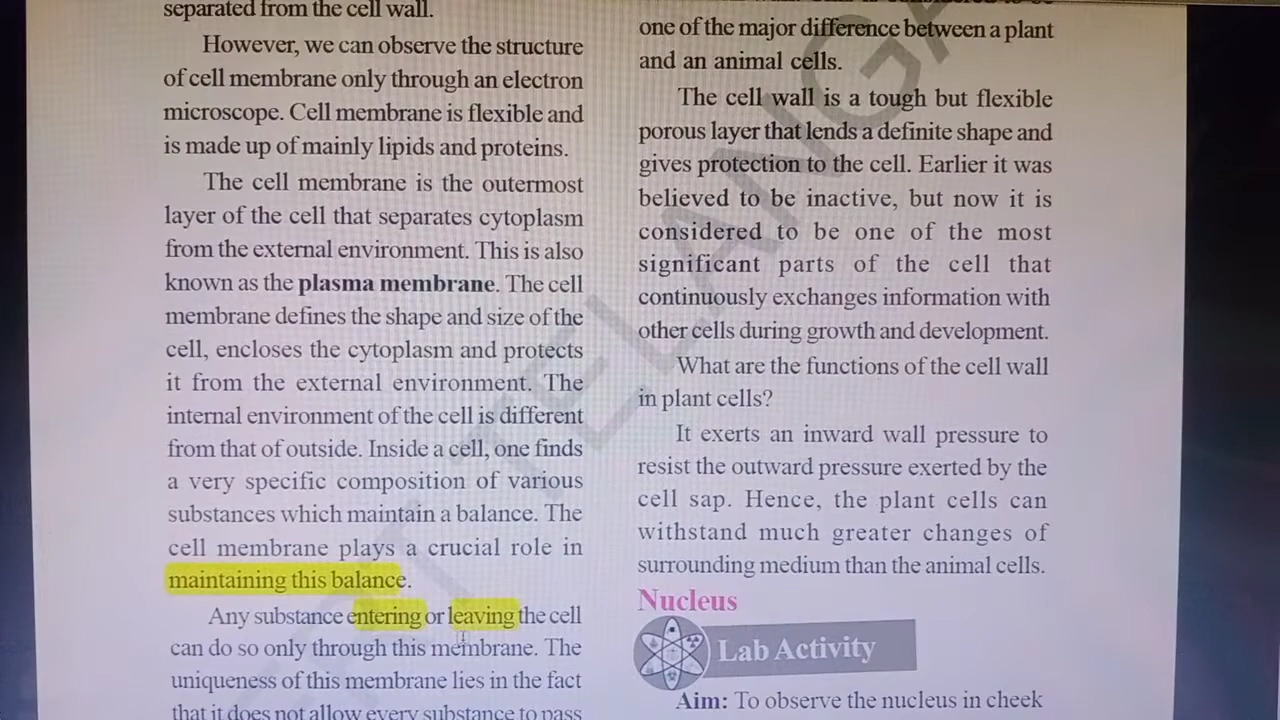 separated from the cell wall.
However, we can observe the structure
of cell membrane only through an electron
microscope. Cell membrane is flexible and
is made up of mainly lipids and proteins.
The cell membrane is the outermost
layer of the cell that separates cytoplasm
from the external environment. This is also
known as the plasma membrane. The cell
membrane defines the shape and size of the
cell, encloses the cytoplasm and protects
it from the external environment. The
internal environment of the cell is different
from that of outside. Inside a cell, one finds
a very specific composition of various
substances which maintain a balance. The
cell membrane plays a crucial role in
maintaining this balance.
Any substance entering or leaving the cell
can do so only through this membrane. The
uniqueness of this membrane lies in the fact
that it does not allow every substance to pass
one of the major difference between a plant
and an animal cells.
The cell wall is a tough but flexible
porous layer that lends a definite shape and
gives protection to the cell. Earlier it was
believed to be inactive, but now it is
considered to be one of the most
significant parts of the cell that
continuously exchanges information with
other cells during growth and development.
What are the functions of the cell wall
in plant cells?
It exerts an inward wall pressure to
resist the outward pressure exerted by the
cell sap. Hence, the plant cells can
withstand much greater changes of
surrounding medium than the animal cells.
Nucleus
Lab Activity
Aim: To observe the nucleus in cheek